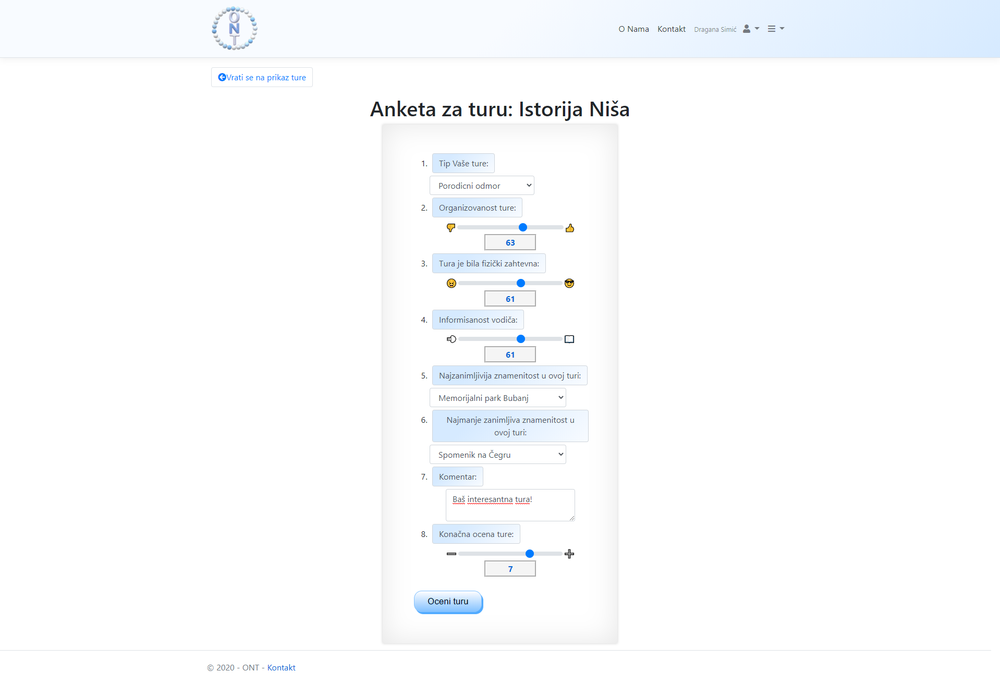 ONT
O Nama Kontakt Dragana Simić
Vrati se na prikaz ture
Anketa za turu: Istorija Niša
1. Tip Vaše ture:
Porodicni odmor
2. Organizovanost ture:
63
3. Tura je bila fizički zahtevna:
61
4. Informisanost vodiča:
61
5. Najzanimljivija znamenitost u ovoj turi:
Memorijalni park Bubanj
6. Najmanje zanimljiva znamenitost u
ovoj turi:
Spomenik na Čegru
7. Komentar:
Baš interesantna tura!
8. Konačna ocena ture:
7
Oceni turu
© 2020 - ONT - Kontakt